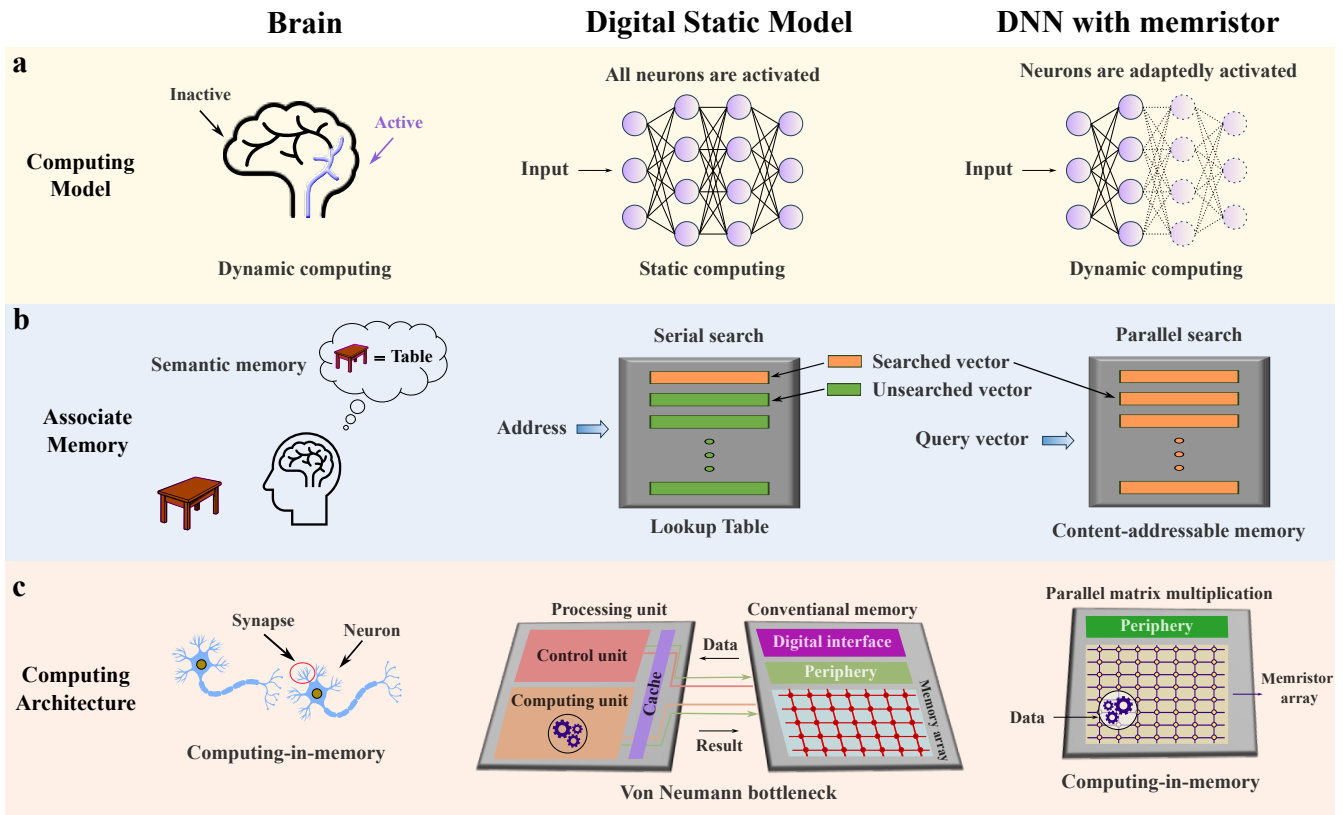 Brain
Digital Static Model
DNN with memristor
a
Computing
Model
Inactive
Active
Dynamic computing
All neurons are activated
Input
Static computing
Neurons are adaptedly activated
Input
Dynamic computing
b
Associate
Memory
Semantic memory
= Table
Serial search
Address
Lookup Table
Searched vector
Unsearched vector
Parallel search
Query vector
Content-addressable memory
c
Computing
Architecture
Synapse
Neuron
Computing-in-memory
Processing unit
Control unit
Computing unit
Cache
Data
Result
Conventianal memory
Digital interface
Periphery
Memory array
Von Neumann bottleneck
Parallel matrix multiplication
Periphery
Data
Memristor
array
Computing-in-memory